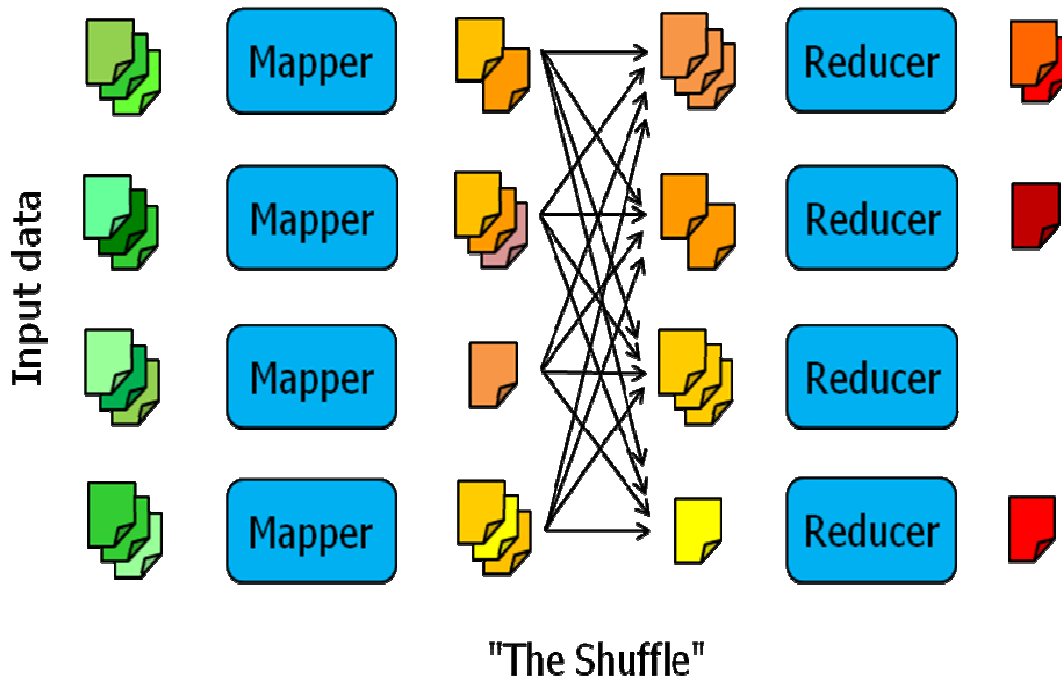 Mapper
Reducer
Mapper
Reducer
Input data
Mapper
Reducer
Mapper
Reducer
"The Shuffle"